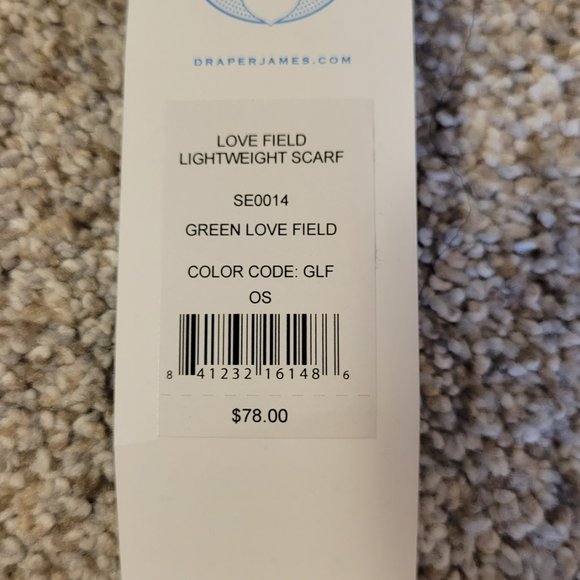 DRAPERJAMES.COM
LOVE FIELD
LIGHTWEIGHT SCARF
SE0014
GREEN LOVE FIELD
COLOR CODE: GLF
OS
8 41232 16148 6
$78.00